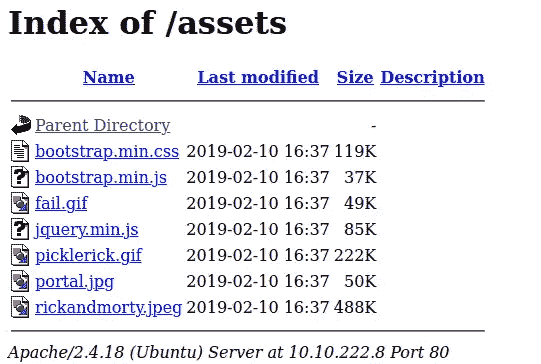 Index of /assets
Name Last modified Size Description
Parent Directory -
bootstrap.min.css 2019-02-10 16:37 119K
bootstrap.min.js 2019-02-10 16:37 37K
fail.gif 2019-02-10 16:37 49K
jquery.min.js 2019-02-10 16:37 85K
picklerick.gif 2019-02-10 16:37 222K
portal.jpg 2019-02-10 16:37 50K
rickandmorty.jpeg 2019-02-10 16:37 488K
Apache/2.4.18 (Ubuntu) Server at 10.10.222.8 Port 80